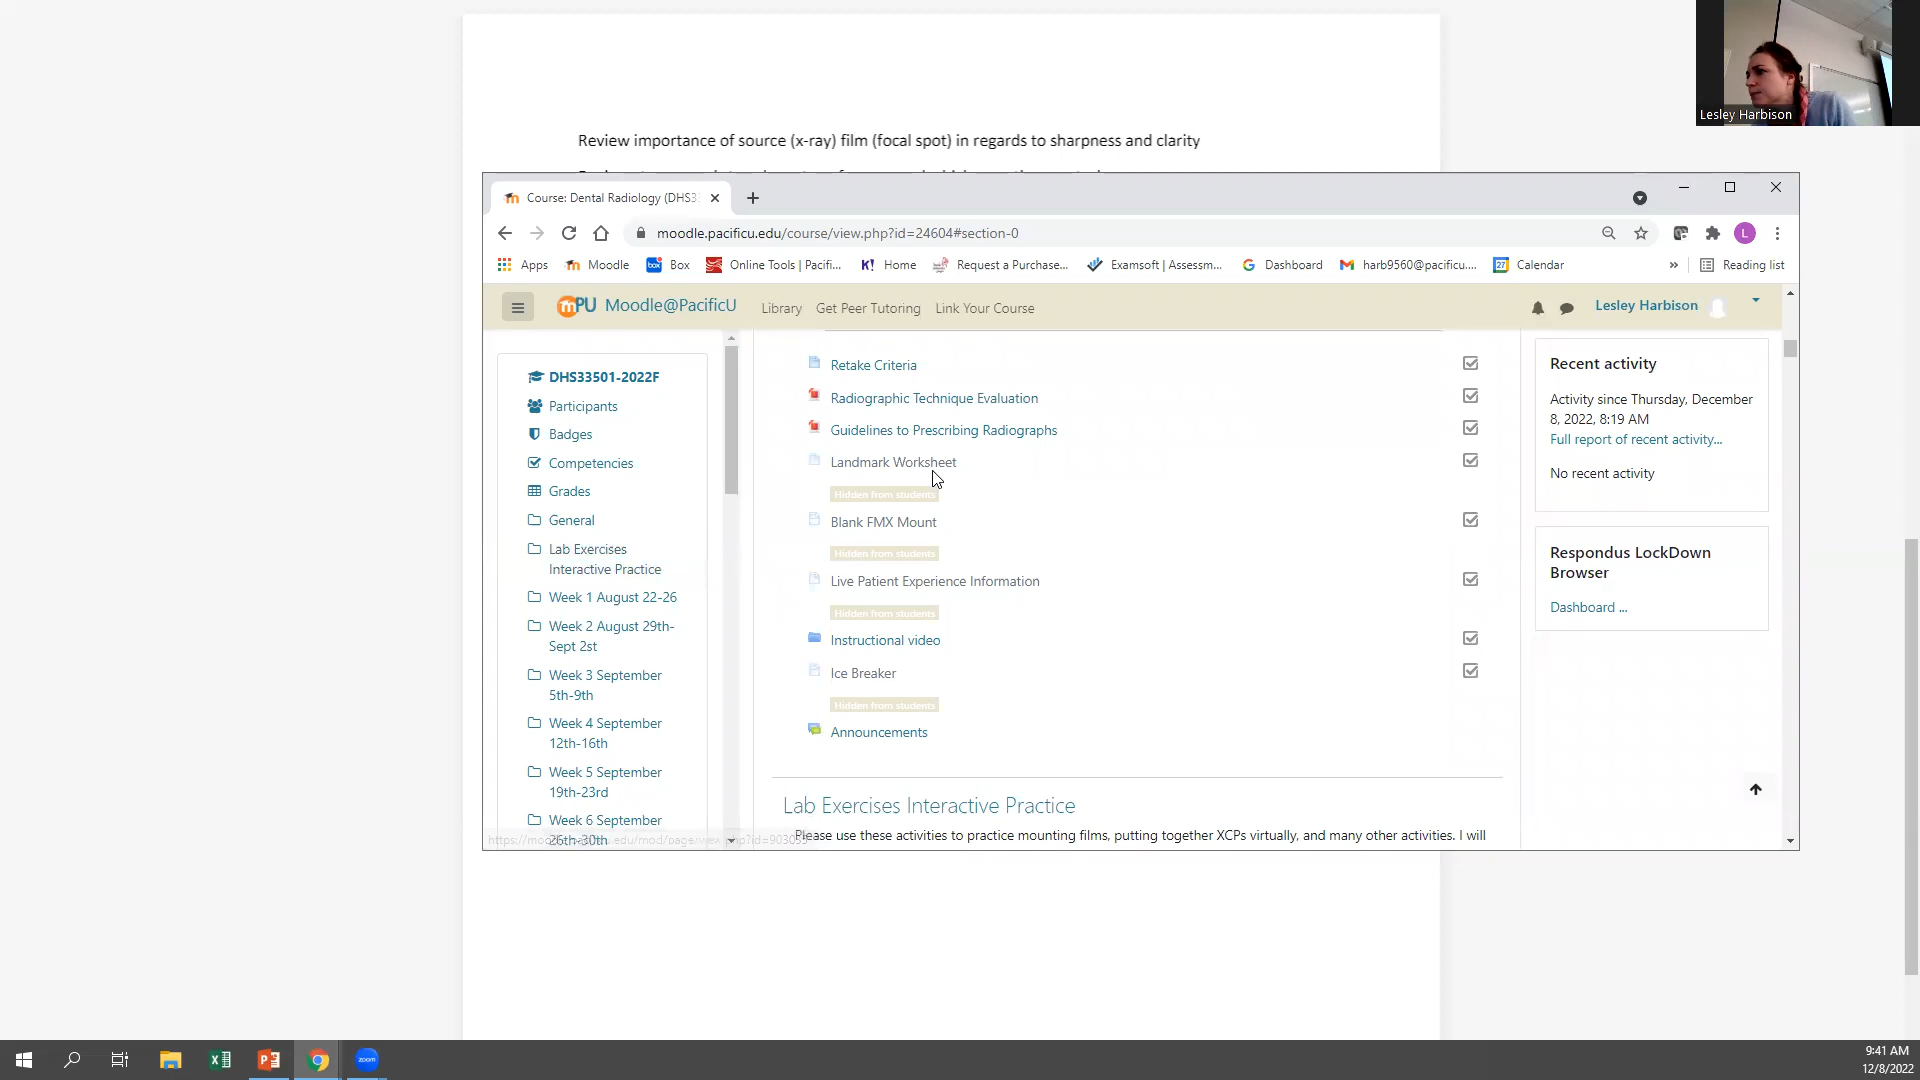 Review importance of source (x-ray) film (focal spot) in regards to sharpness and clarity
Lesley Harbison
Course: Dental Radiology (DHS3
moodle.pacificu.edu/course/view.php?id=24604#section-0
Apps
Moodle
Box
Online Tools | Pacifi...
K! Home
Request a Purchase...
Examsoft | Assessm...
Dashboard
harb9560@pacificu....
Calendar
»
Reading list
mPU Moodle@PacificU
Library
Get Peer Tutoring
Link Your Course
Lesley Harbison
DHS33501-2022F
Participants
Badges
Competencies
Grades
General
Lab Exercises
Interactive Practice
Week 1 August 22-26
Week 2 August 29th-
Sept 2st
Week 3 September
5th-9th
Week 4 September
12th-16th
Week 5 September
19th-23rd
Week 6 September
26th-30th
Retake Criteria
Radiographic Technique Evaluation
Guidelines to Prescribing Radiographs
Landmark Worksheet
Hidden from students
Blank FMX Mount
Hidden from students
Live Patient Experience Information
Hidden from students
Instructional video
Ice Breaker
Hidden from students
Announcements
Lab Exercises Interactive Practice
Please use these activities to practice mounting films, putting together XCPs virtually, and many other activities. I will
Recent activity
Activity since Thursday, December
8, 2022, 8:19 AM
Full report of recent activity...
No recent activity
Respondus LockDown
Browser
Dashboard ...
zoom
9:41 AM
12/8/2022